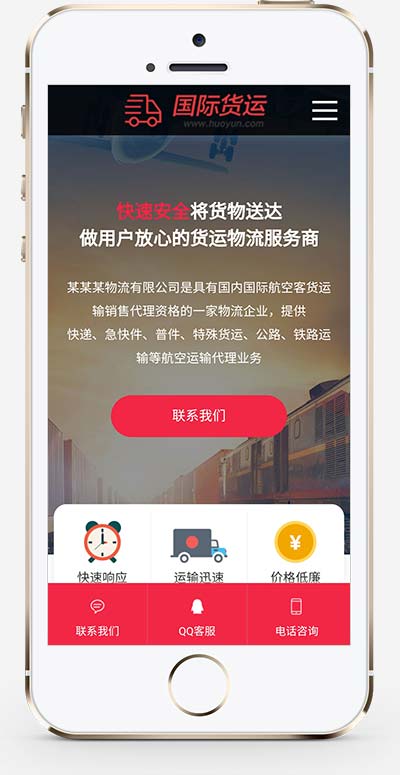 国际货运
www.huoyun.com
快速安全将货物送达
做用户放心的货运物流服务商
某某某物流有限公司是具有国内国际航空客货运
输销售代理资格的一家物流企业，提供
快递、急快件、普件、特殊货运、公路、铁路运
输等航空运输代理业务
联系我们
¥
快速响应 运输迅速 价格低廉
联系我们 QQ客服 电话咨询